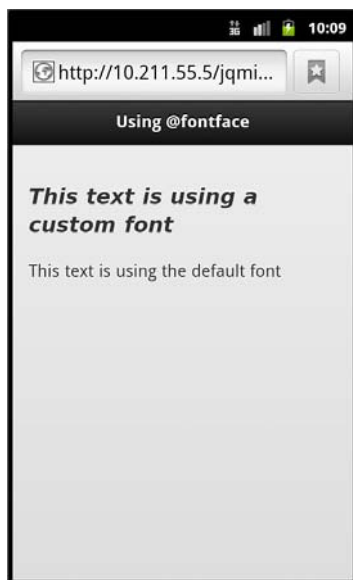 3G 10:09
http://10.211.55.5/jqmi...
Using @fontface
This text is using a
custom font
This text is using the default font